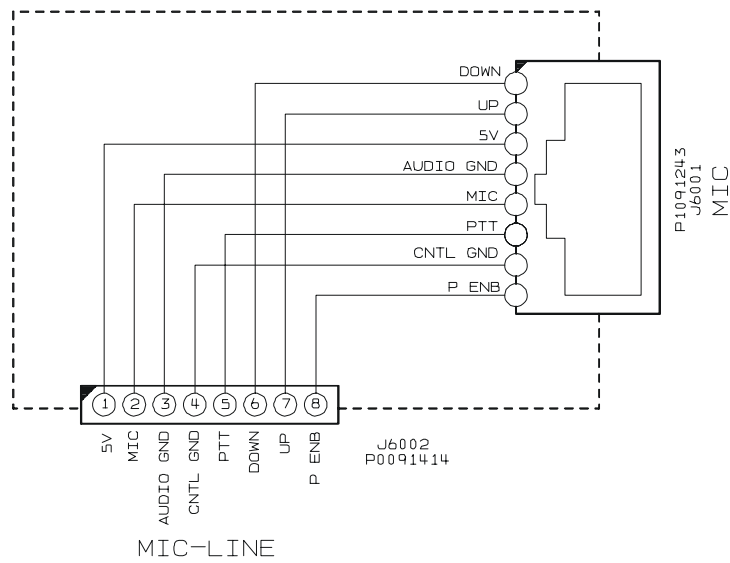 DOWN
UP
5V
AUDIO GND
MIC
PTT
CNTL GND
P ENB
P1091243
J6001
MIC
1 2 3 4 5 6 7 8
5V
MIC
AUDIO GND
CNTL GND
PTT
DOWN
UP
P ENB
J6002
P0091414
MIC-LINE